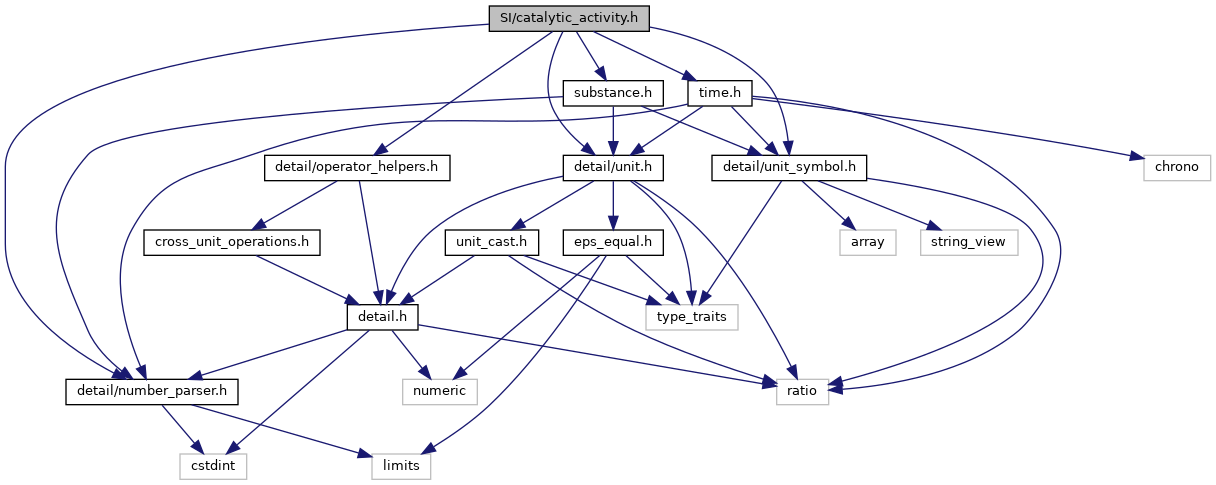 SI/catalytic_activity.h
substance.h
time.h
detail/operator_helpers.h
detail/unit.h
detail/unit_symbol.h
chrono
cross_unit_operations.h
unit_cast.h
eps_equal.h
array
string_view
detail.h
type_traits
detail/number_parser.h
numeric
ratio
cstdint
limits